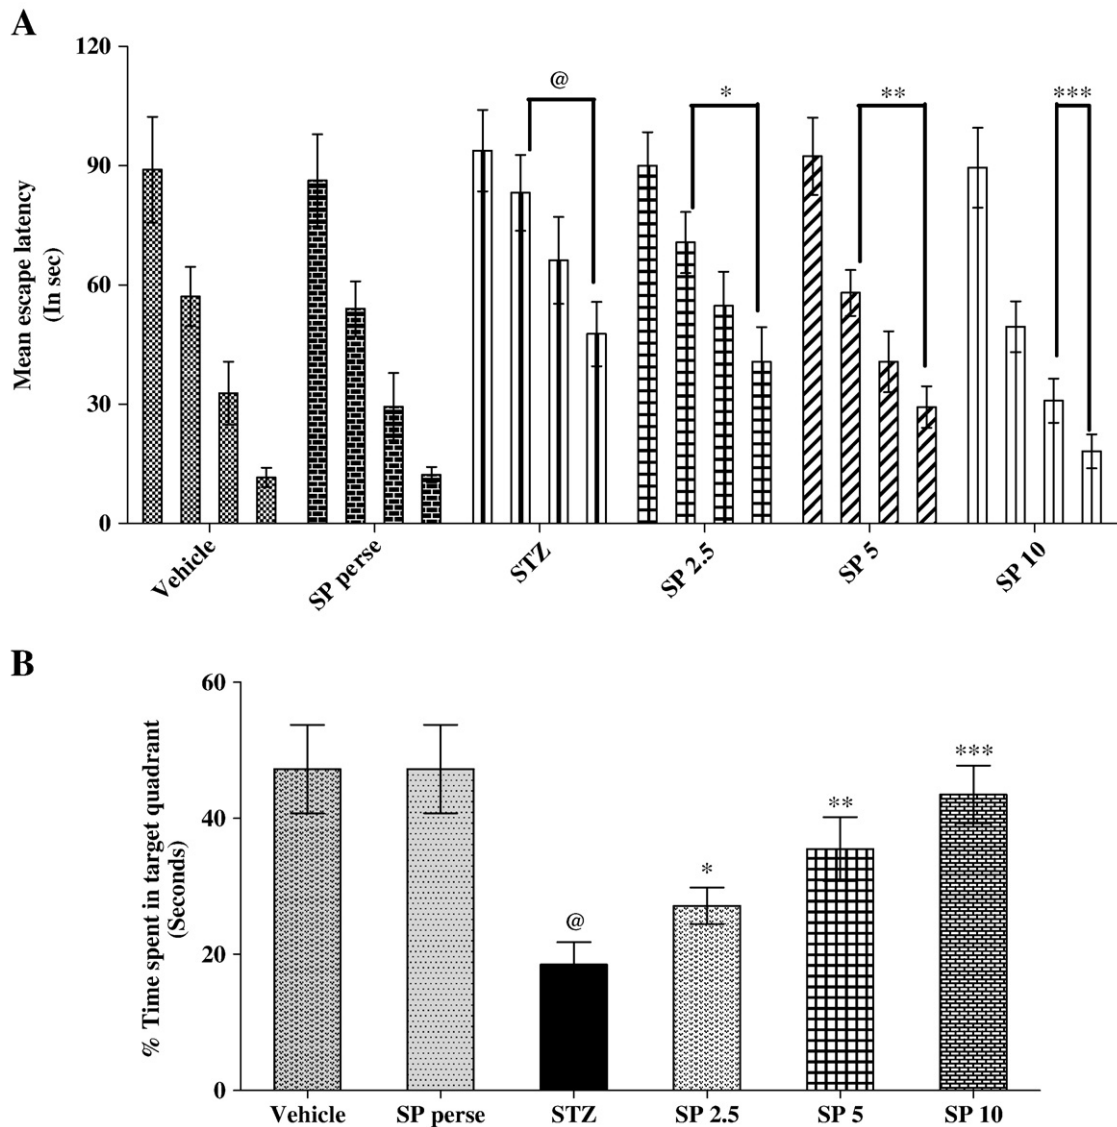 A
120
90
60
30
0
Mean escape latency
(In sec)
@
*
**
***
Vehicle
SP perse
STZ
SP 2.5
SP 5
SP 10
B
60
40
20
0
% Time spent in target quadrant
(Seconds)
@
*
**
***
Vehicle
SP perse
STZ
SP 2.5
SP 5
SP 10